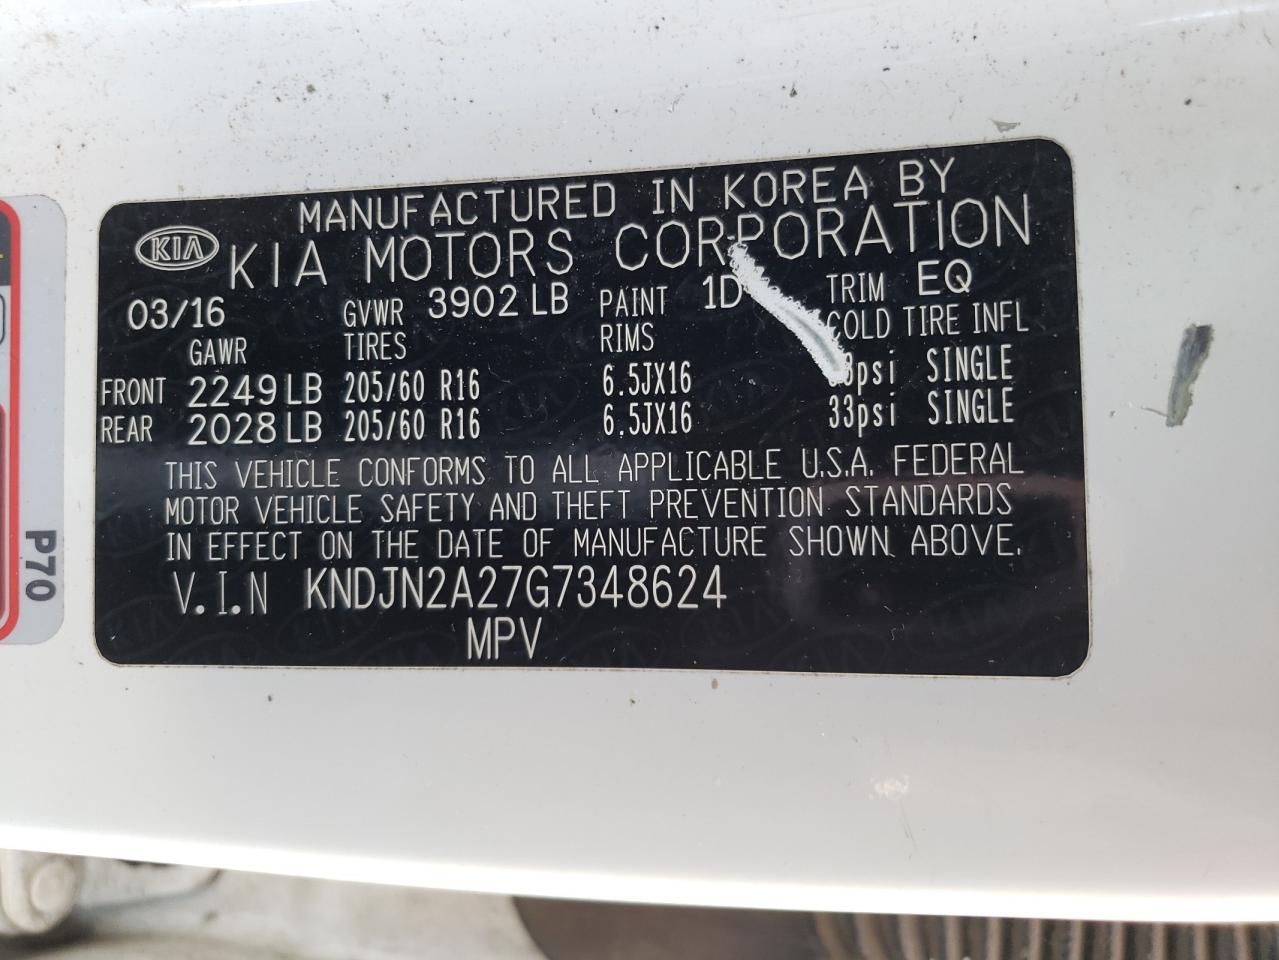 MANUFACTURED IN KOREA BY
KIA KIA MOTORS CORPORATION
03/16 GVWR 3902 LB PAINT 1D TRIM EQ
GAWR TIRES RIMS COLD TIRE INFL
FRONT 2249 LB 205/60 R16 6.5JX16 psi SINGLE
REAR 2028 LB 205/60 R16 6.5JX16 33psi SINGLE
THIS VEHICLE CONFORMS TO ALL APPLICABLE U.S.A. FEDERAL
MOTOR VEHICLE SAFETY AND THEFT PREVENTION STANDARDS
IN EFFECT ON THE DATE OF MANUFACTURE SHOWN ABOVE.
V.I.N KNDJN2A27G7348624
MPV
P70